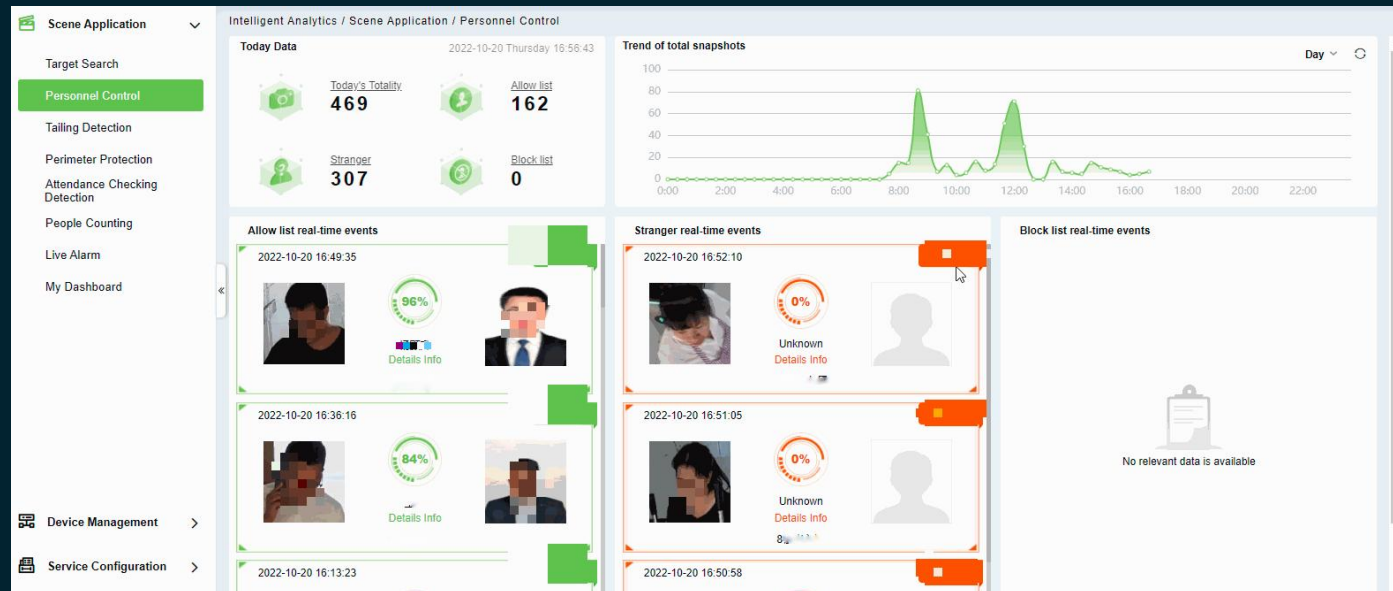 Scene Application
Target Search
Personnel Control
Tailing Detection
Perimeter Protection
Attendance Checking
Detection
People Counting
Live Alarm
My Dashboard
Device Management
Service Configuration
Intelligent Analytics / Scene Application / Personnel Control
Today Data
2022-10-20 Thursday 16:56:43
Today's Totality
469
Allow list
162
Stranger
307
Block list
0
Trend of total snapshots
Day
100
80
60
40
20
0
0:00 2:00 4:00 6:00 8:00 10:00 12:00 14:00 16:00 18:00 20:00 22:00
Allow list real-time events
2022-10-20 16:49:35
96%
Details Info
2022-10-20 16:36:16
84%
Details Info
2022-10-20 16:13:23
Stranger real-time events
2022-10-20 16:52:10
0%
Unknown
Details Info
2022-10-20 16:51:05
0%
Unknown
Details Info
2022-10-20 16:50:58
Block list real-time events
No relevant data is available